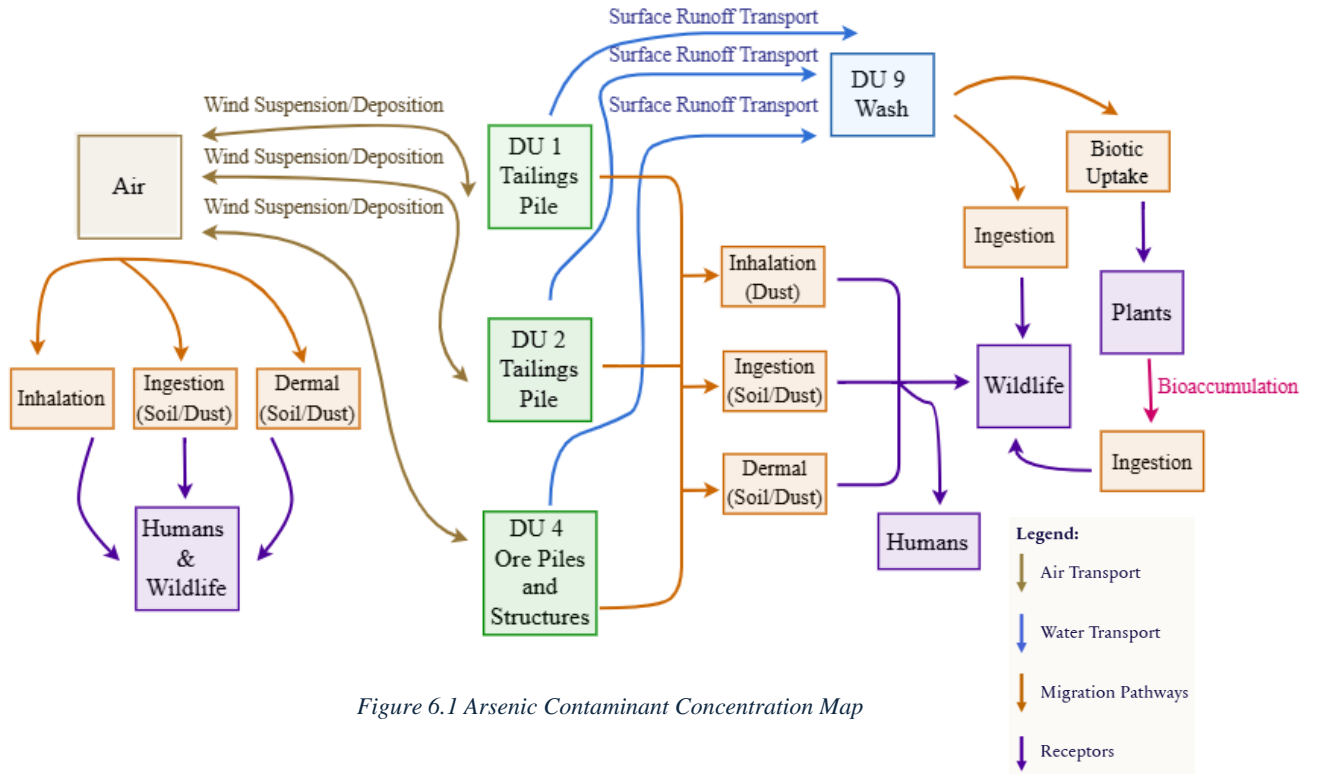 Surface Runoff Transport
Surface Runoff Transport
Surface Runoff Transport
Wind Suspension/Deposition
Wind Suspension/Deposition
Wind Suspension/Deposition
Air
DU 1
Tailings
Pile
DU 9
Wash
Biotic
Uptake
Ingestion
Inhalation
(Dust)
Plants
DU 2
Tailings
Pile
Ingestion
(Soil/Dust)
Wildlife
Bioaccumulation
Inhalation
Ingestion
(Soil/Dust)
Dermal
(Soil/Dust)
Dermal
(Soil/Dust)
Ingestion
Humans
&
Wildlife
DU 4
Ore Piles
and
Structures
Humans
Legend:
Air Transport
Water Transport
Migration Pathways
Receptors
Figure 6.1 Arsenic Contaminant Concentration Map